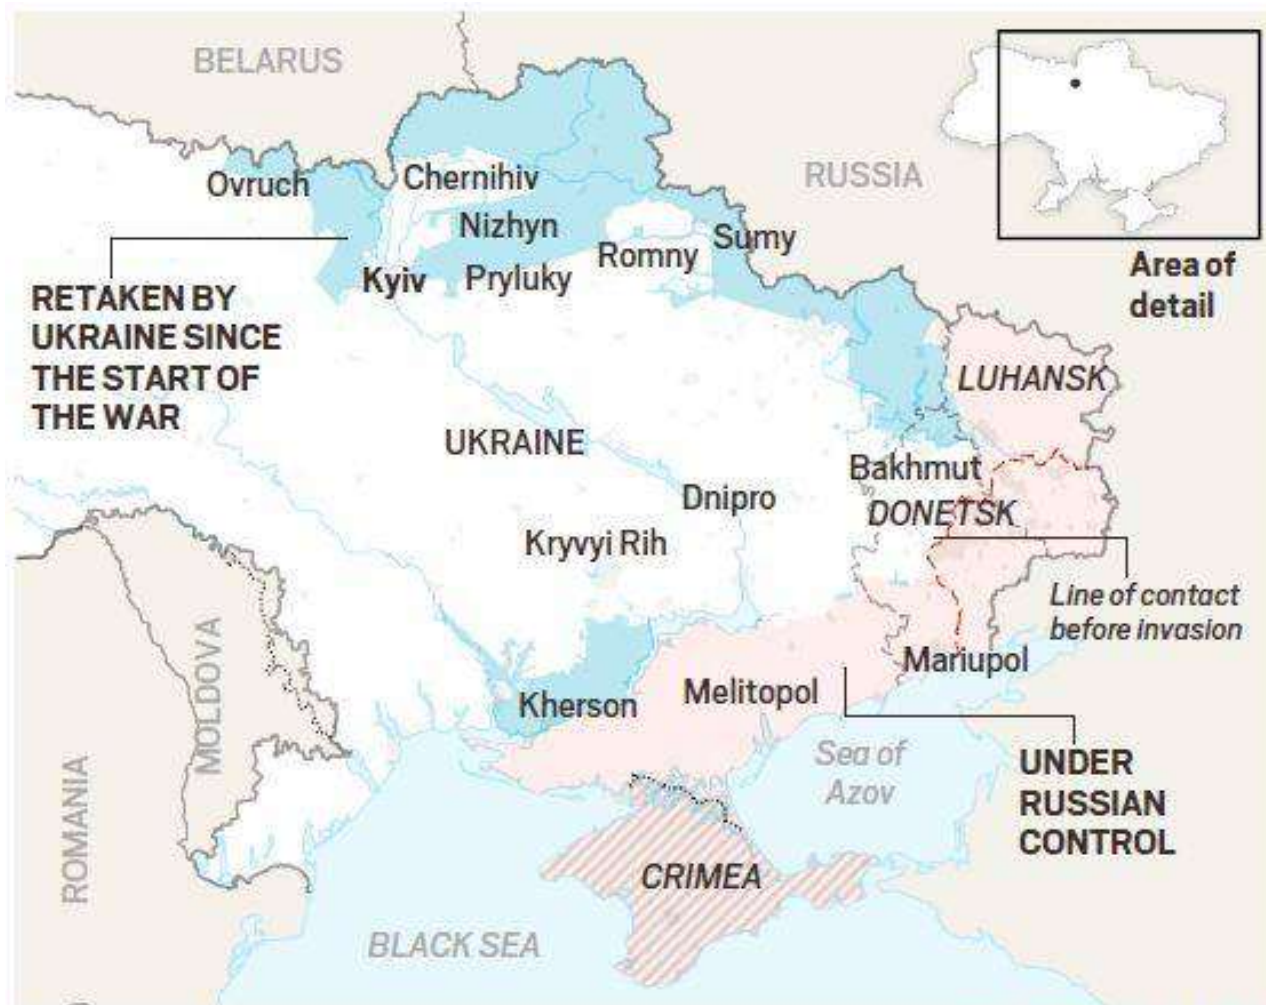 BELARUS
RUSSIA
Ovruch
Chernihiv
Nizhyn
Sumy
Romny
Kyiv
Pryluky
Area of
detail
RETAKEN BY
UKRAINE SINCE
THE START OF
THE WAR
LUHANSK
UKRAINE
Bakhmut
Dnipro
DONETSK
Kryvyi Rih
Line of contact
before invasion
MOLDOVA
Mariupol
Kherson
Melitopol
Sea of
Azov
UNDER
RUSSIAN
CONTROL
ROMANIA
CRIMEA
BLACK SEA